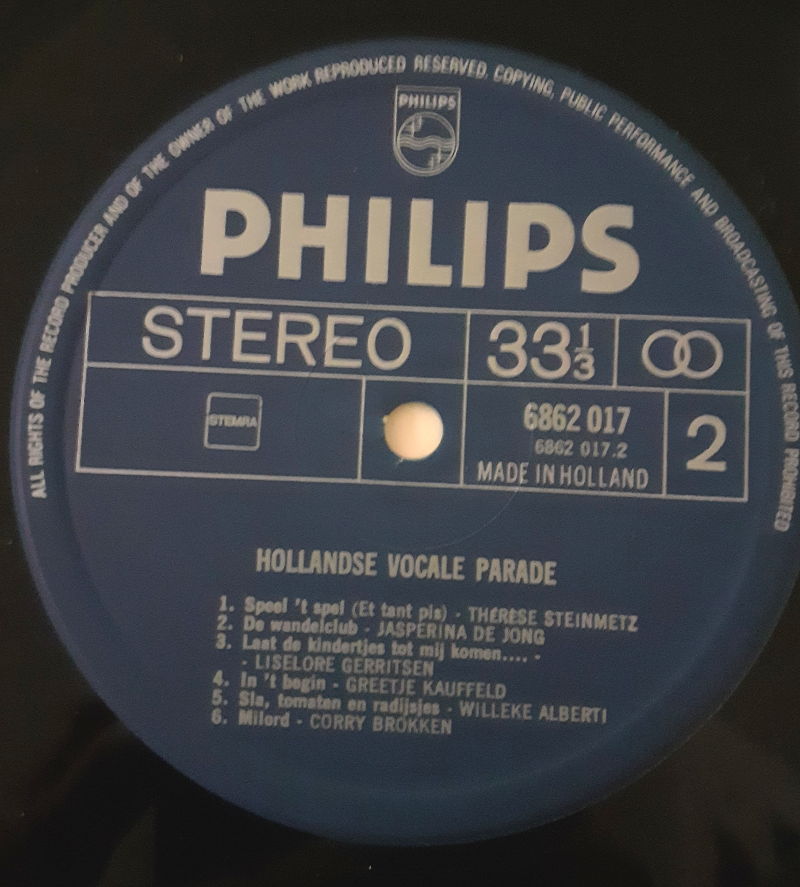 ALL RIGHTS OF THE RECORD PRODUCER AND OF THE OWNER OF THE WORK REPRODUCED RESERVED. COPYING, PUBLIC PERFORMANCE AND BROADCASTING OF THIS RECORD PROHIBITED
PHILIPS
PHILIPS
STEREO 33⅓
STEMRA
6862 017
6862 017.2
MADE IN HOLLAND
2
HOLLANDSE VOCALE PARADE
1. Speel 't spel (Et tant pis) - THERESE STEINMETZ
2. De wandelclub - JASPERINA DE JONG
3. Laat de kindertjes tot mij komen.... -
- LISELORE GERRITSEN
4. In 't begin - GREETJE KAUFFELD
5. Sla, tomaten en radijsjes - WILLEKE ALBERTI
6. Milord - CORRY BROKKEN